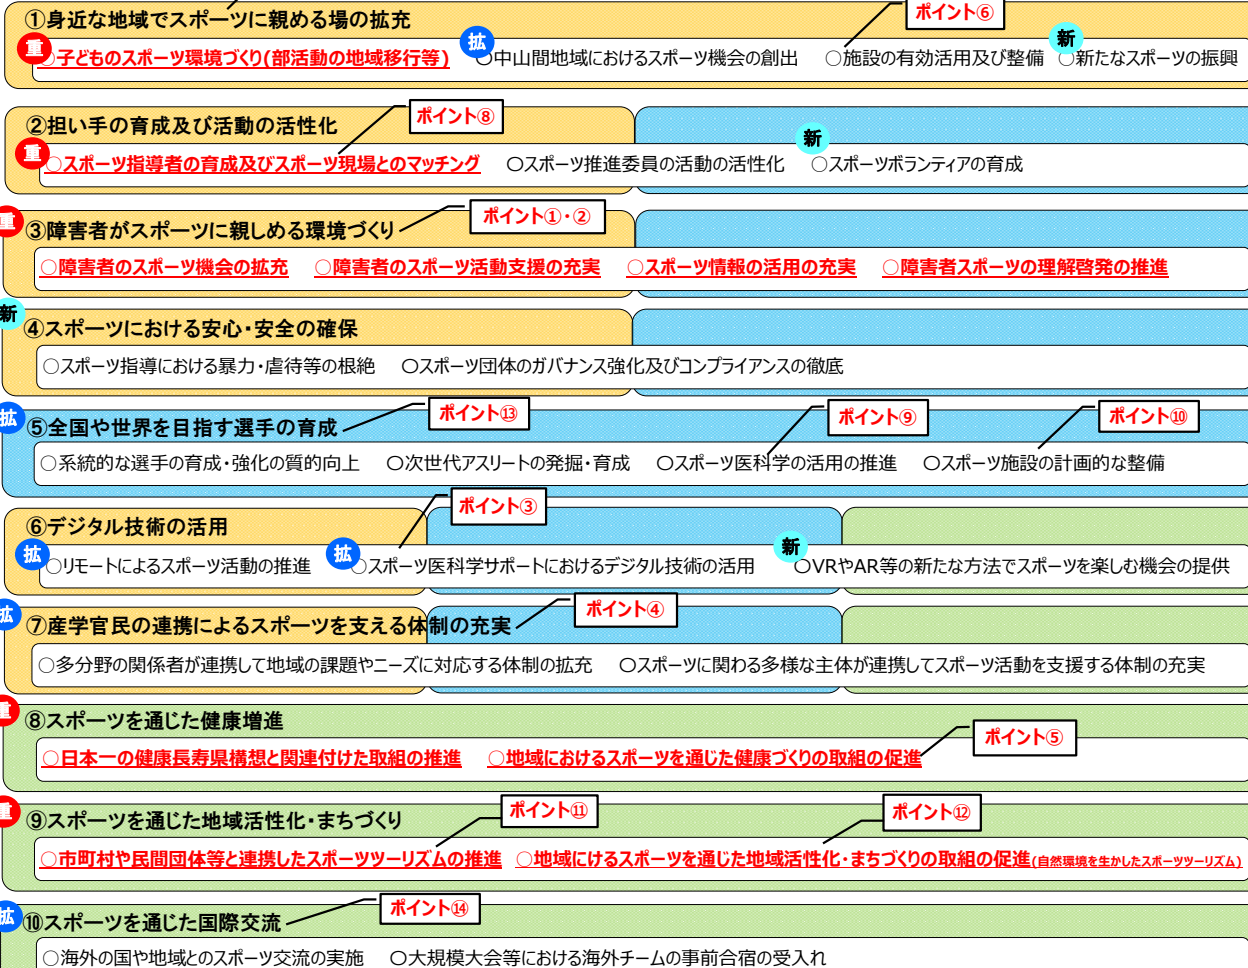 ①身近な地域でスポーツに親める場の拡充
ポイント⑥
重 ○子どものスポーツ環境づくり(部活動の地域移行等) 拡 ○中山間地域におけるスポーツ機会の創出 ○施設の有効活用及び整備 新 ○新たなスポーツの振興
②担い手の育成及び活動の活性化
ポイント⑧
重 ○スポーツ指導者の育成及びスポーツ現場とのマッチング ○スポーツ推進委員の活動の活性化 新 ○スポーツボランティアの育成
重 ③障害者がスポーツに親しめる環境づくり
ポイント①・②
○障害者のスポーツ機会の拡充 ○障害者のスポーツ活動支援の充実 ○スポーツ情報の活用の充実 ○障害者スポーツの理解啓発の推進
新 ④スポーツにおける安心・安全の確保
○スポーツ指導における暴力・虐待等の根絶 ○スポーツ団体のガバナンス強化及びコンプライアンスの徹底
拡 ⑤全国や世界を目指す選手の育成
ポイント⑬ ポイント⑨ ポイント⑩
○系統的な選手の育成・強化の質的向上 ○次世代アスリートの発掘・育成 ○スポーツ医科学の活用の推進 ○スポーツ施設の計画的な整備
⑥デジタル技術の活用
ポイント③
拡 ○リモートによるスポーツ活動の推進 拡 ○スポーツ医科学サポートにおけるデジタル技術の活用 新 ○VRやAR等の新たな方法でスポーツを楽しむ機会の提供
拡 ⑦産学官民の連携によるスポーツを支える体制の充実
ポイント④
○多分野の関係者が連携して地域の課題やニーズに対応する体制の拡充 ○スポーツに関わる多様な主体が連携してスポーツ活動を支援する体制の充実
重 ⑧スポーツを通じた健康増進
ポイント⑤
○日本一の健康長寿県構想と関連付けた取組の推進 ○地域におけるスポーツを通じた健康づくりの取組の促進
重 ⑨スポーツを通じた地域活性化・まちづくり
ポイント⑪ ポイント⑫
○市町村や民間団体等と連携したスポーツツーリズムの推進 ○地域にけるスポーツを通じた地域活性化・まちづくりの取組の促進(自然環境を生かしたスポーツツーリズム)
拡 ⑩スポーツを通じた国際交流
ポイント⑭
○海外の国や地域とのスポーツ交流の実施 ○大規模大会等における海外チームの事前合宿の受入れ